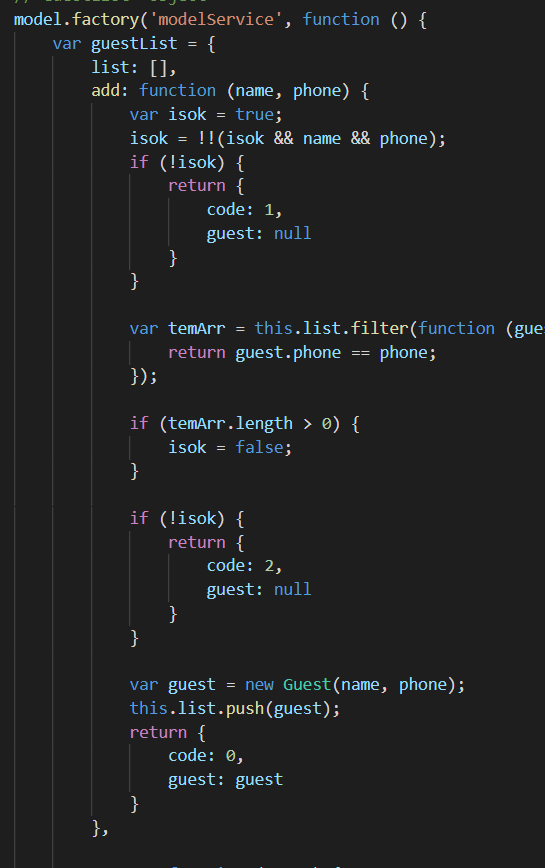 model.factory('modelService', function () {
var guestList = {
list: [],
add: function (name, phone) {
var isok = true;
isok = !!(isok && name && phone);
if (!isok) {
return {
code: 1,
guest: null
}
}
var temArr = this.list.filter(function (gue
return guest.phone == phone;
});
if (temArr.length > 0) {
isok = false;
}
if (!isok) {
return {
code: 2,
guest: null
}
}
var guest = new Guest(name, phone);
this.list.push(guest);
return {
code: 0,
guest: guest
}
},